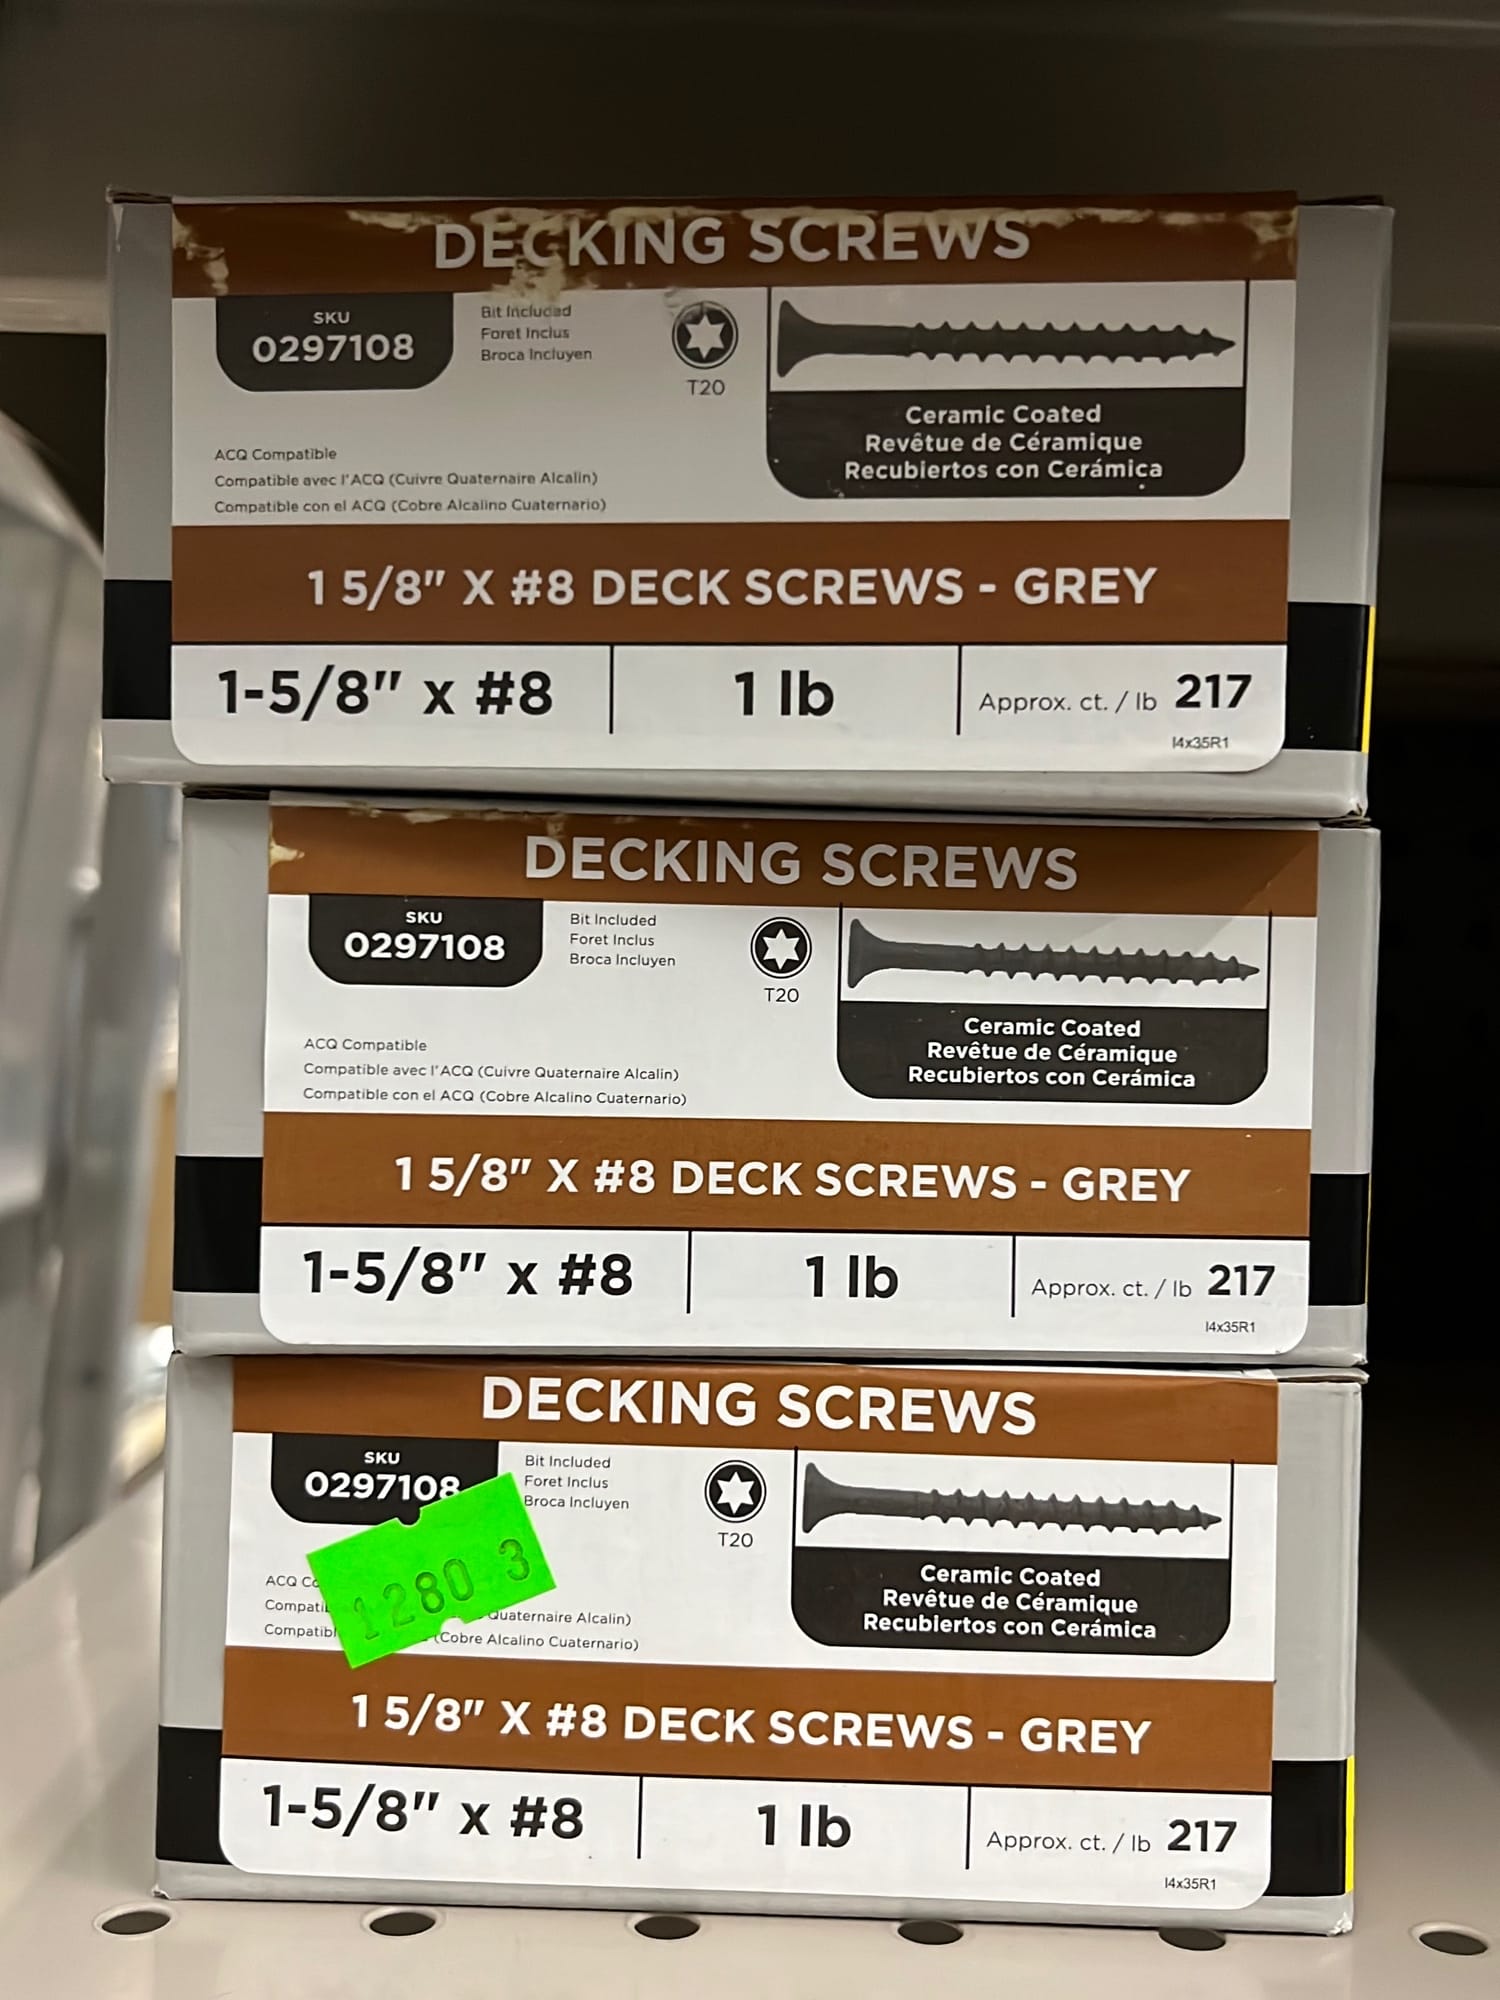 DECKING SCREWS
SKU
0297108
Bit Included
Foret Inclus
Broca Incluyen
T20
Ceramic Coated
Revêtue de Céramique
Recubiertos con Cerámica
ACQ Compatible
Compatible avec l'ACQ (Cuivre Quaternaire Alcalin)
Compatible con el ACQ (Cobre Alcalino Cuaternario)
1 5/8" X #8 DECK SCREWS - GREY
1-5/8" x #8
1 lb
Approx. ct. / lb 217
14x35R1
DECKING SCREWS
SKU
0297108
Bit Included
Foret Inclus
Broca Incluyen
T20
Ceramic Coated
Revêtue de Céramique
Recubiertos con Cerámica
ACQ Compatible
Compatible avec l'ACQ (Cuivre Quaternaire Alcalin)
Compatible con el ACQ (Cobre Alcalino Cuaternario)
1 5/8" X #8 DECK SCREWS - GREY
1-5/8" x #8
1 lb
Approx. ct. / lb 217
14x35R1
DECKING SCREWS
SKU
0297108
Bit Included
Foret Inclus
Broca Incluyen
T20
Ceramic Coated
Revêtue de Céramique
Recubiertos con Cerámica
1280 3
ACQ
Quaternaire Alcalin)
(Cobre Alcalino Cuaternario)
1 5/8" X #8 DECK SCREWS - GREY
1-5/8" x #8
1 lb
Approx. ct. / lb 217
14x35R1